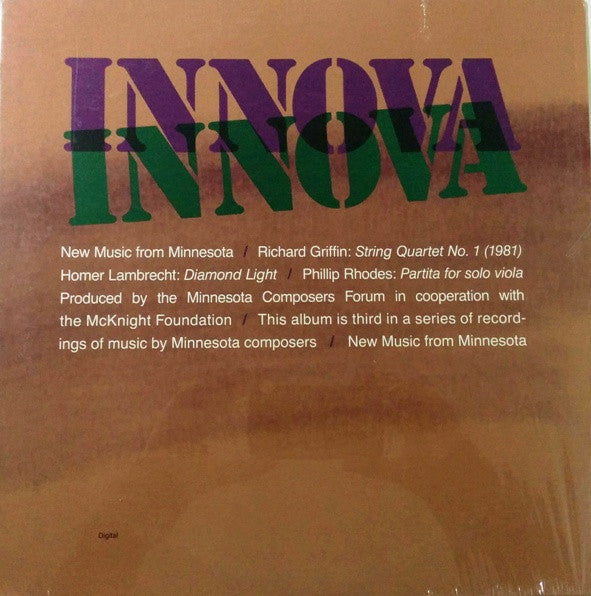 INNOVA
INNOVA
New Music from Minnesota / Richard Griffin: String Quartet No. 1 (1981)
Homer Lambrecht: Diamond Light / Phillip Rhodes: Partita for solo viola
Produced by the Minnesota Composers Forum in cooperation with
the McKnight Foundation / This album is third in a series of record-
ings of music by Minnesota composers / New Music from Minnesota
Digital